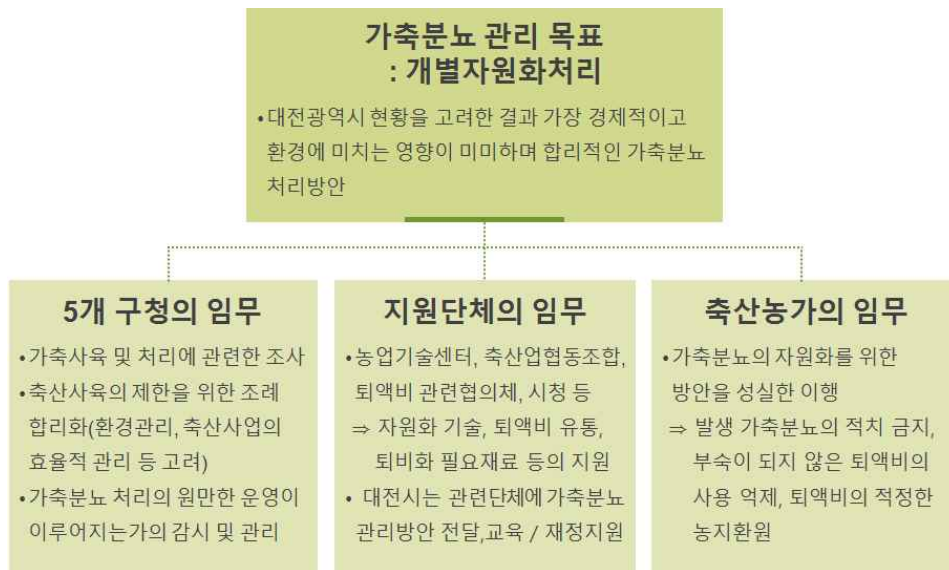 가축분뇨 관리 목표
: 개별자원화처리
•대전광역시 현황을 고려한 결과 가장 경제적이고
환경에 미치는 영향이 미미하며 합리적인 가축분뇨
처리방안
5개 구청의 임무
•가축사육 및 처리에 관련한 조사
•축산사육의 제한을 위한 조례
합리화(환경관리, 축산사업의
효율적 관리 등 고려)
•가축분뇨 처리의 원만한 운영이
이루어지는가의 감시 및 관리
지원단체의 임무
•농업기술센터, 축산업협동조합,
퇴액비 관련협의체, 시청 등
⇒ 자원화 기술, 퇴액비 유통,
퇴비화 필요재료 등의 지원
• 대전시는 관련단체에 가축분뇨
관리방안 전달,교육 / 재정지원
축산농가의 임무
•가축분뇨의 자원화를 위한
방안을 성실한 이행
⇒ 발생 가축분뇨의 적치 금지,
부숙이 되지 않은 퇴액비의
사용 억제, 퇴액비의 적정한
농지환원